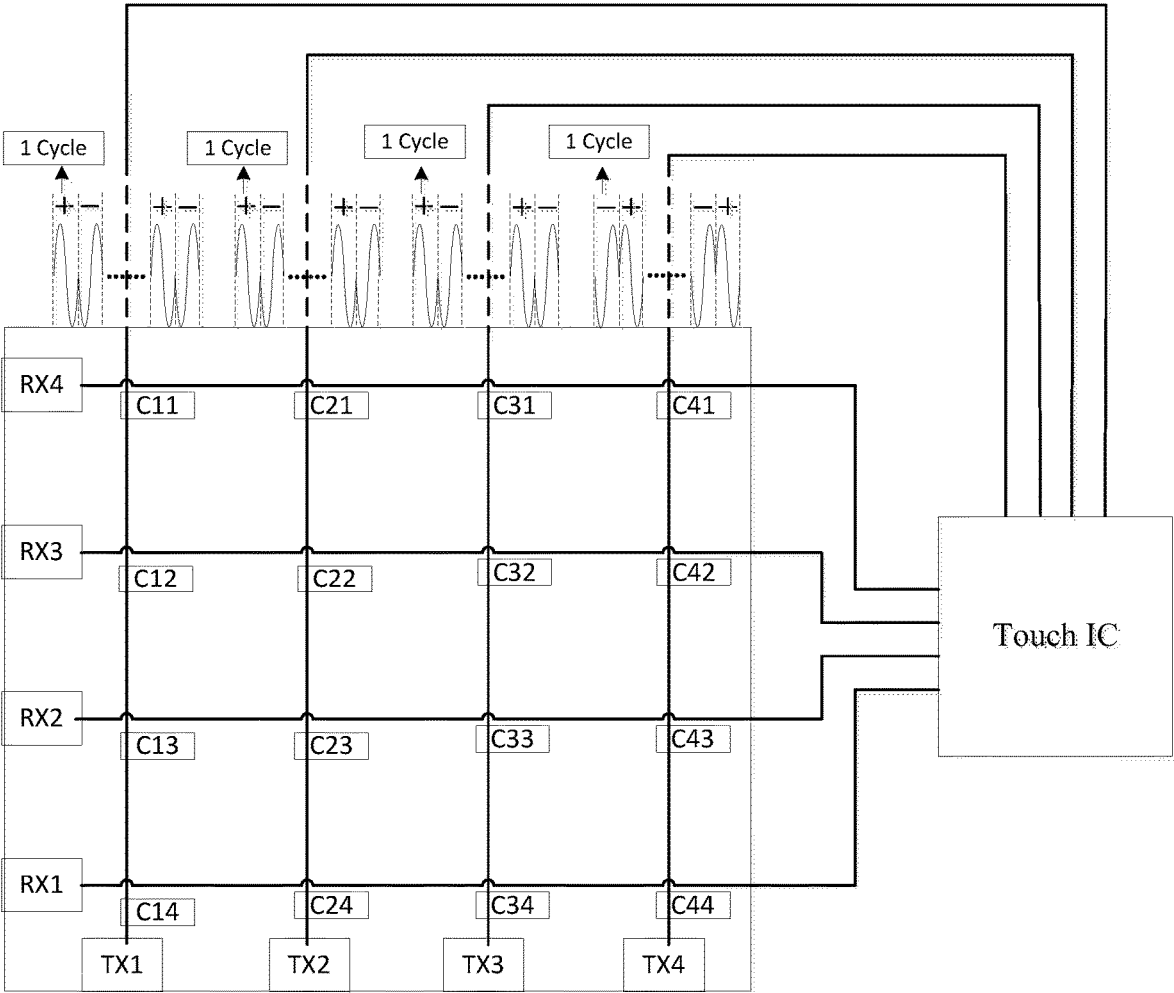 1 Cycle 1 Cycle 1 Cycle 1 Cycle
+ − + − + − + − + − + − − + − +
RX4
C11 C21 C31 C41
RX3
C12 C22 C32 C42
Touch IC
RX2
C13 C23 C33 C43
RX1
C14 C24 C34 C44
TX1 TX2 TX3 TX4